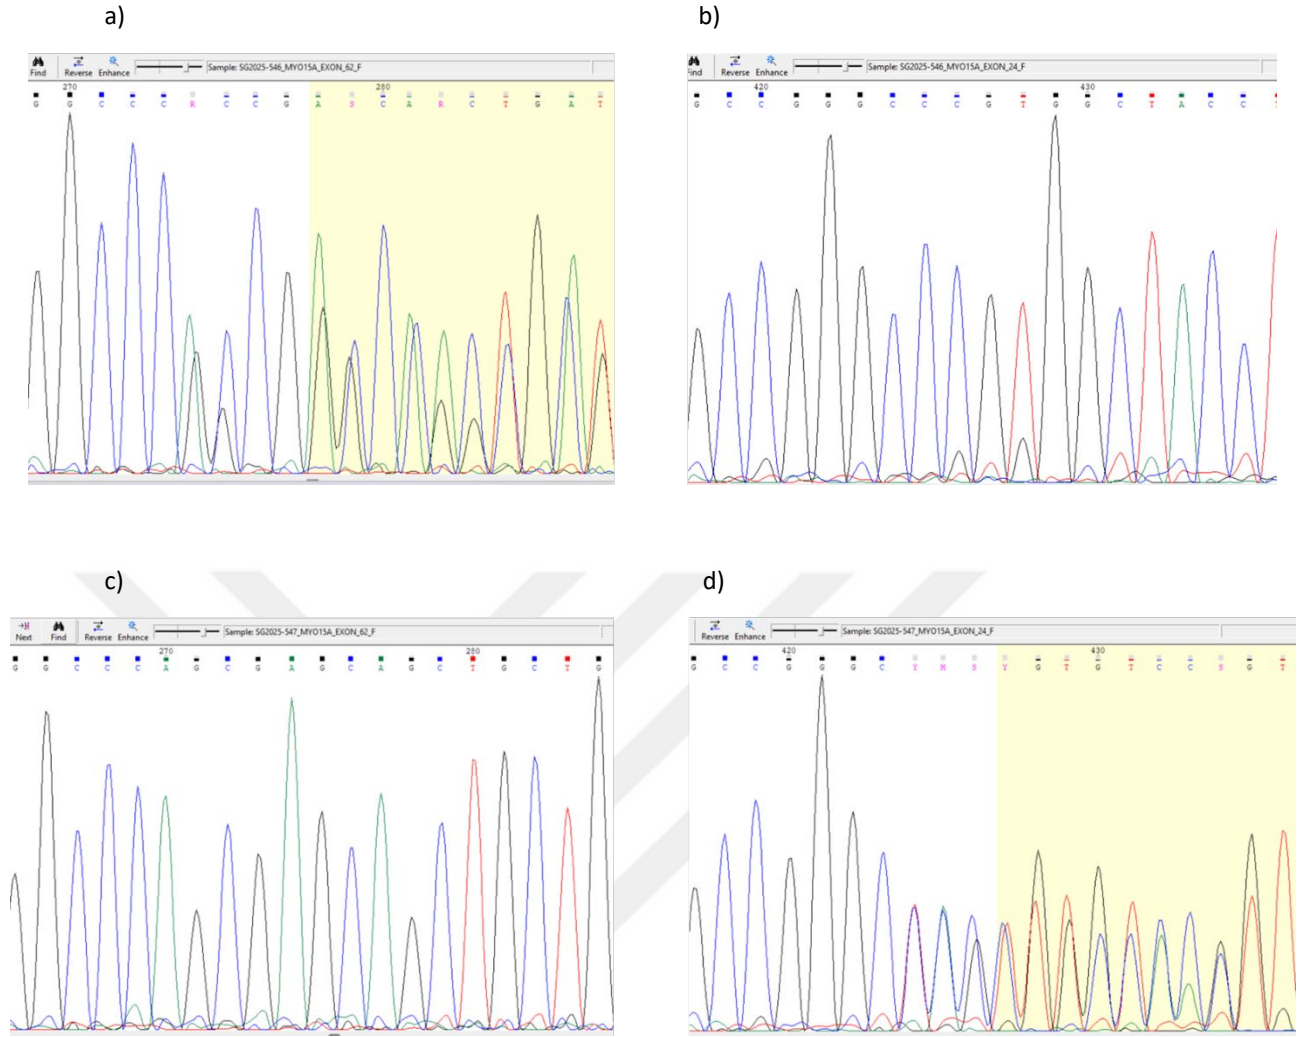 a)
Find Reverse Enhance Sample: SG2025-546_MYO15A_EXON_62_F
270 280
G G C C C R C C G A S C A R C T G A T
b)
Find Reverse Enhance Sample: SG2025-546_MYO15A_EXON_24_F
420 430
G C C G G G C C C G T G G C T A C C T
c)
Next Find Reverse Enhance Sample: SG2025-547_MYO15A_EXON_62_F
270 280
G G C C C A G C G A G C A G C T G C T G
d)
Reverse Enhance Sample: SG2025-547_MYO15A_EXON_24_F
420 430
G C C G G G C Y M S Y G T G T C C S G T